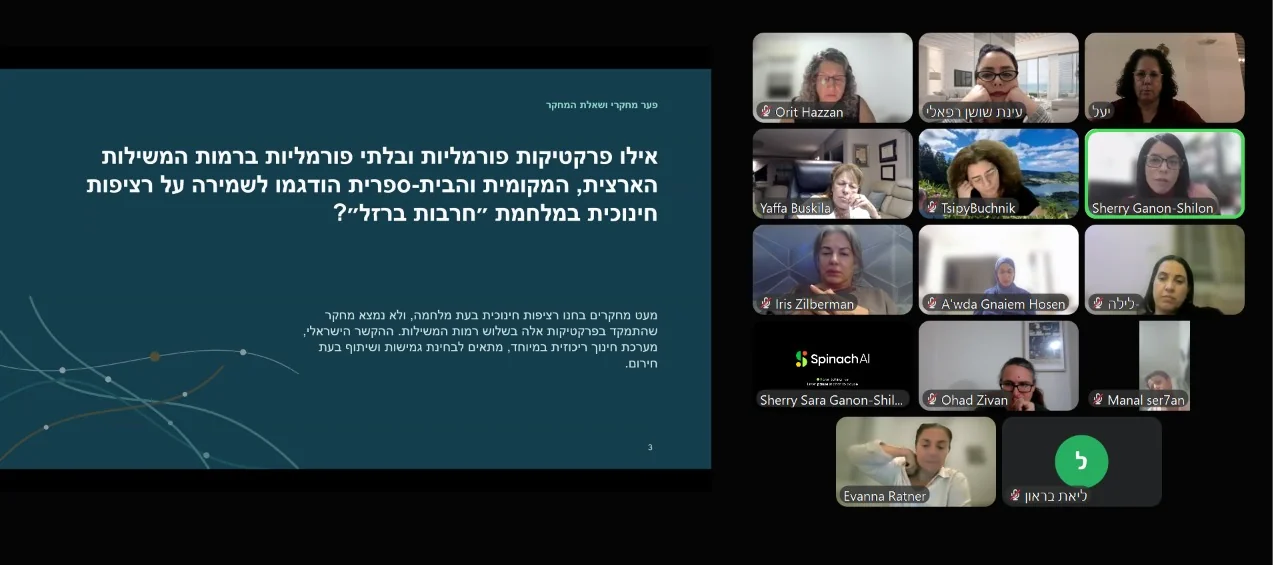 פער מחקרי ושאלת המחקר
אילו פרקטיקות פורמליות ובלתי פורמליות ברמות המשילות
הארצית, המקומית והבית-ספרית הודגמו לשמירה על רציפות
חינוכית במלחמת ״חרבות ברזל״?
מעט מחקרים בחנו רציפות חינוכית בעת מלחמה, ולא נמצא מחקר
שהתמקד בפרקטיקות אלה בשלוש רמות המשילות. ההקשר הישראלי,
מערכת חינוך ריכוזית במיוחד, מתאים לבחינת גמישות ושיתוף בעת
חירום.
3
Orit Hazzan
עינת שושן רפאלי
יעל
Yaffa Buskila
TsipyBuchnik
Sherry Ganon-Shilon
Iris Zilberman
A'wda Gnaiem Hosen
לילה-
Spinach AI
Sherry Sara Ganon-Shil...
Ohad Zivan
Manal ser7an
Evanna Ratner
ל
ליאת בראון